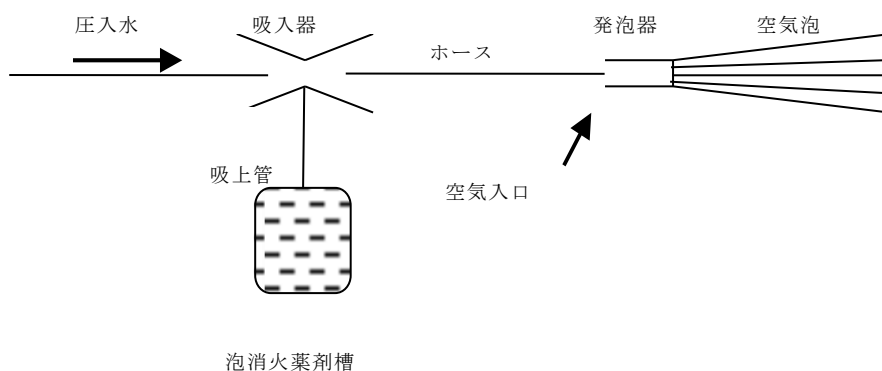 圧入水
吸入器
発泡器
空気泡
ホース
吸上管
空気入口
泡消火薬剤槽